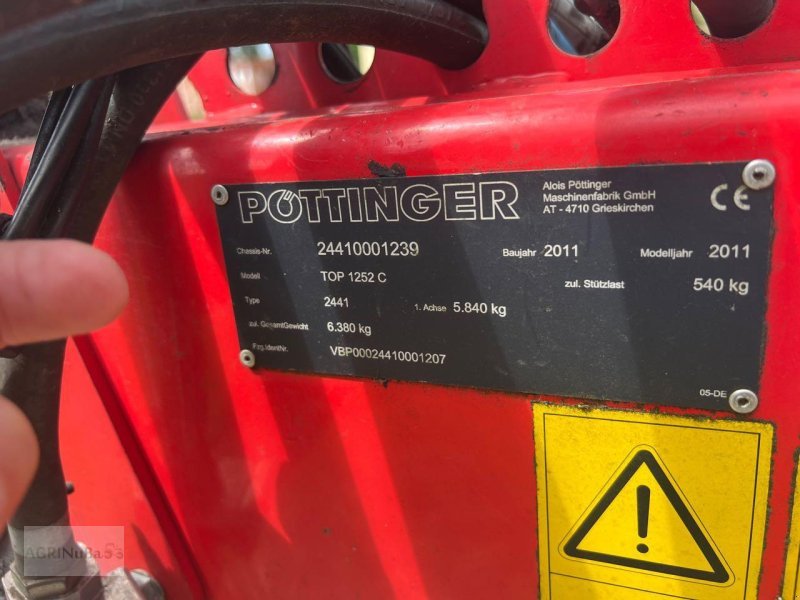 PÖTTINGER
Alois Pöttinger
Maschinenfabrik GmbH
AT - 4710 Grieskirchen
CE
Chassis-Nr. 24410001239 Baujahr 2011 Modelljahr 2011
Modell TOP 1252 C zul. Stützlast 540 kg
Type 2441 1. Achse 5.840 kg
zul. GesamtGewicht 6.380 kg
Fzg.IdentNr. VBP00024410001207
05-DE